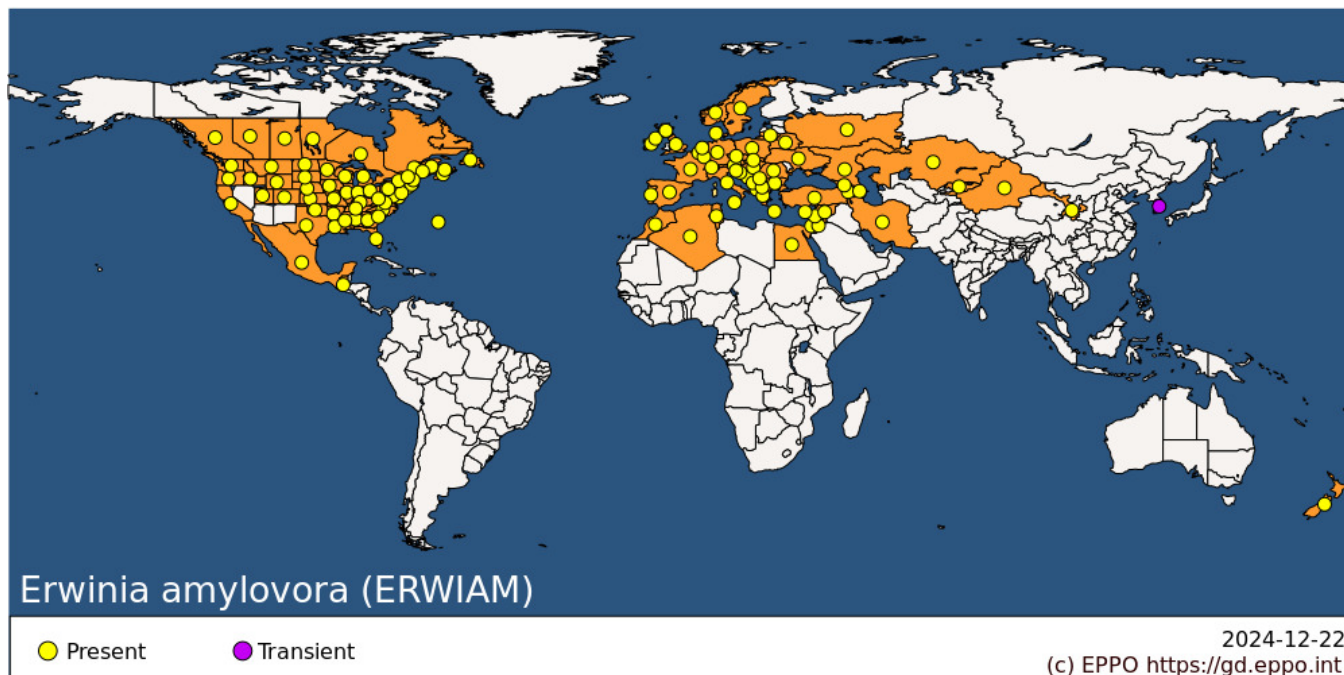 Erwinia amylovora (ERWIAM)
Present
Transient
2024-12-22
(c) EPPO https://gd.eppo.int